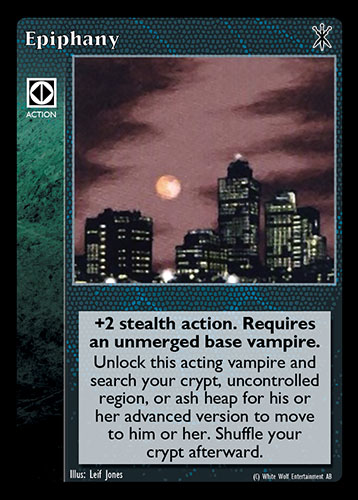 Epiphany
ACTION
+2 stealth action. Requires
an unmerged base vampire.
Unlock this acting vampire and
search your crypt, uncontrolled
region, or ash heap for his or
her advanced version to move
to him or her. Shuffle your
crypt afterward.
Illus: Leif Jones
(C) White Wolf Entertainment AB